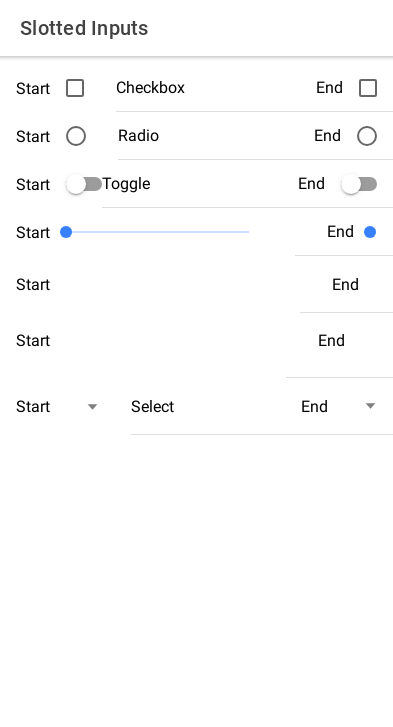 Slotted Inputs
Start Checkbox End
Start Radio End
Start Toggle End
Start End
Start End
Start End
Start Select End